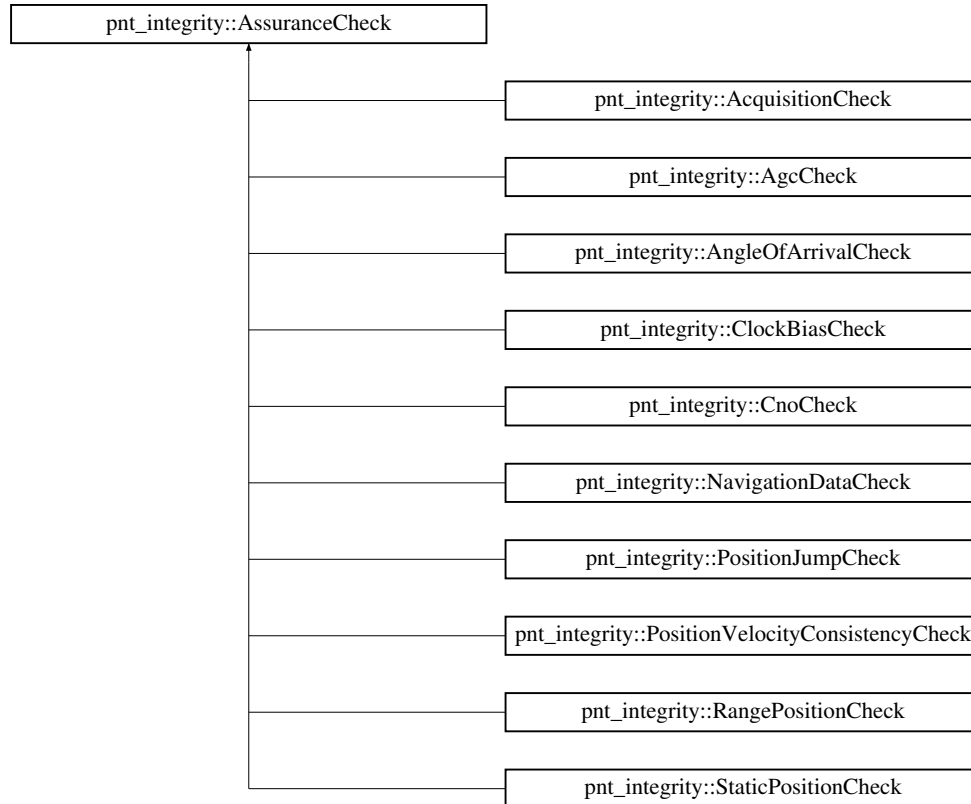 pnt_integrity::AssuranceCheck
pnt_integrity::AcquisitionCheck
pnt_integrity::AgcCheck
pnt_integrity::AngleOfArrivalCheck
pnt_integrity::ClockBiasCheck
pnt_integrity::CnoCheck
pnt_integrity::NavigationDataCheck
pnt_integrity::PositionJumpCheck
pnt_integrity::PositionVelocityConsistencyCheck
pnt_integrity::RangePositionCheck
pnt_integrity::StaticPositionCheck